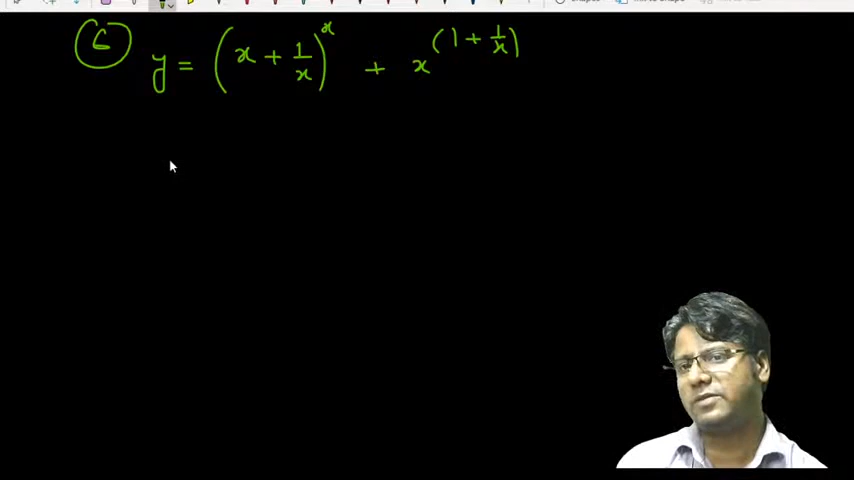 6 y = (x + 1/x)^x + x^(1 + 1/x)